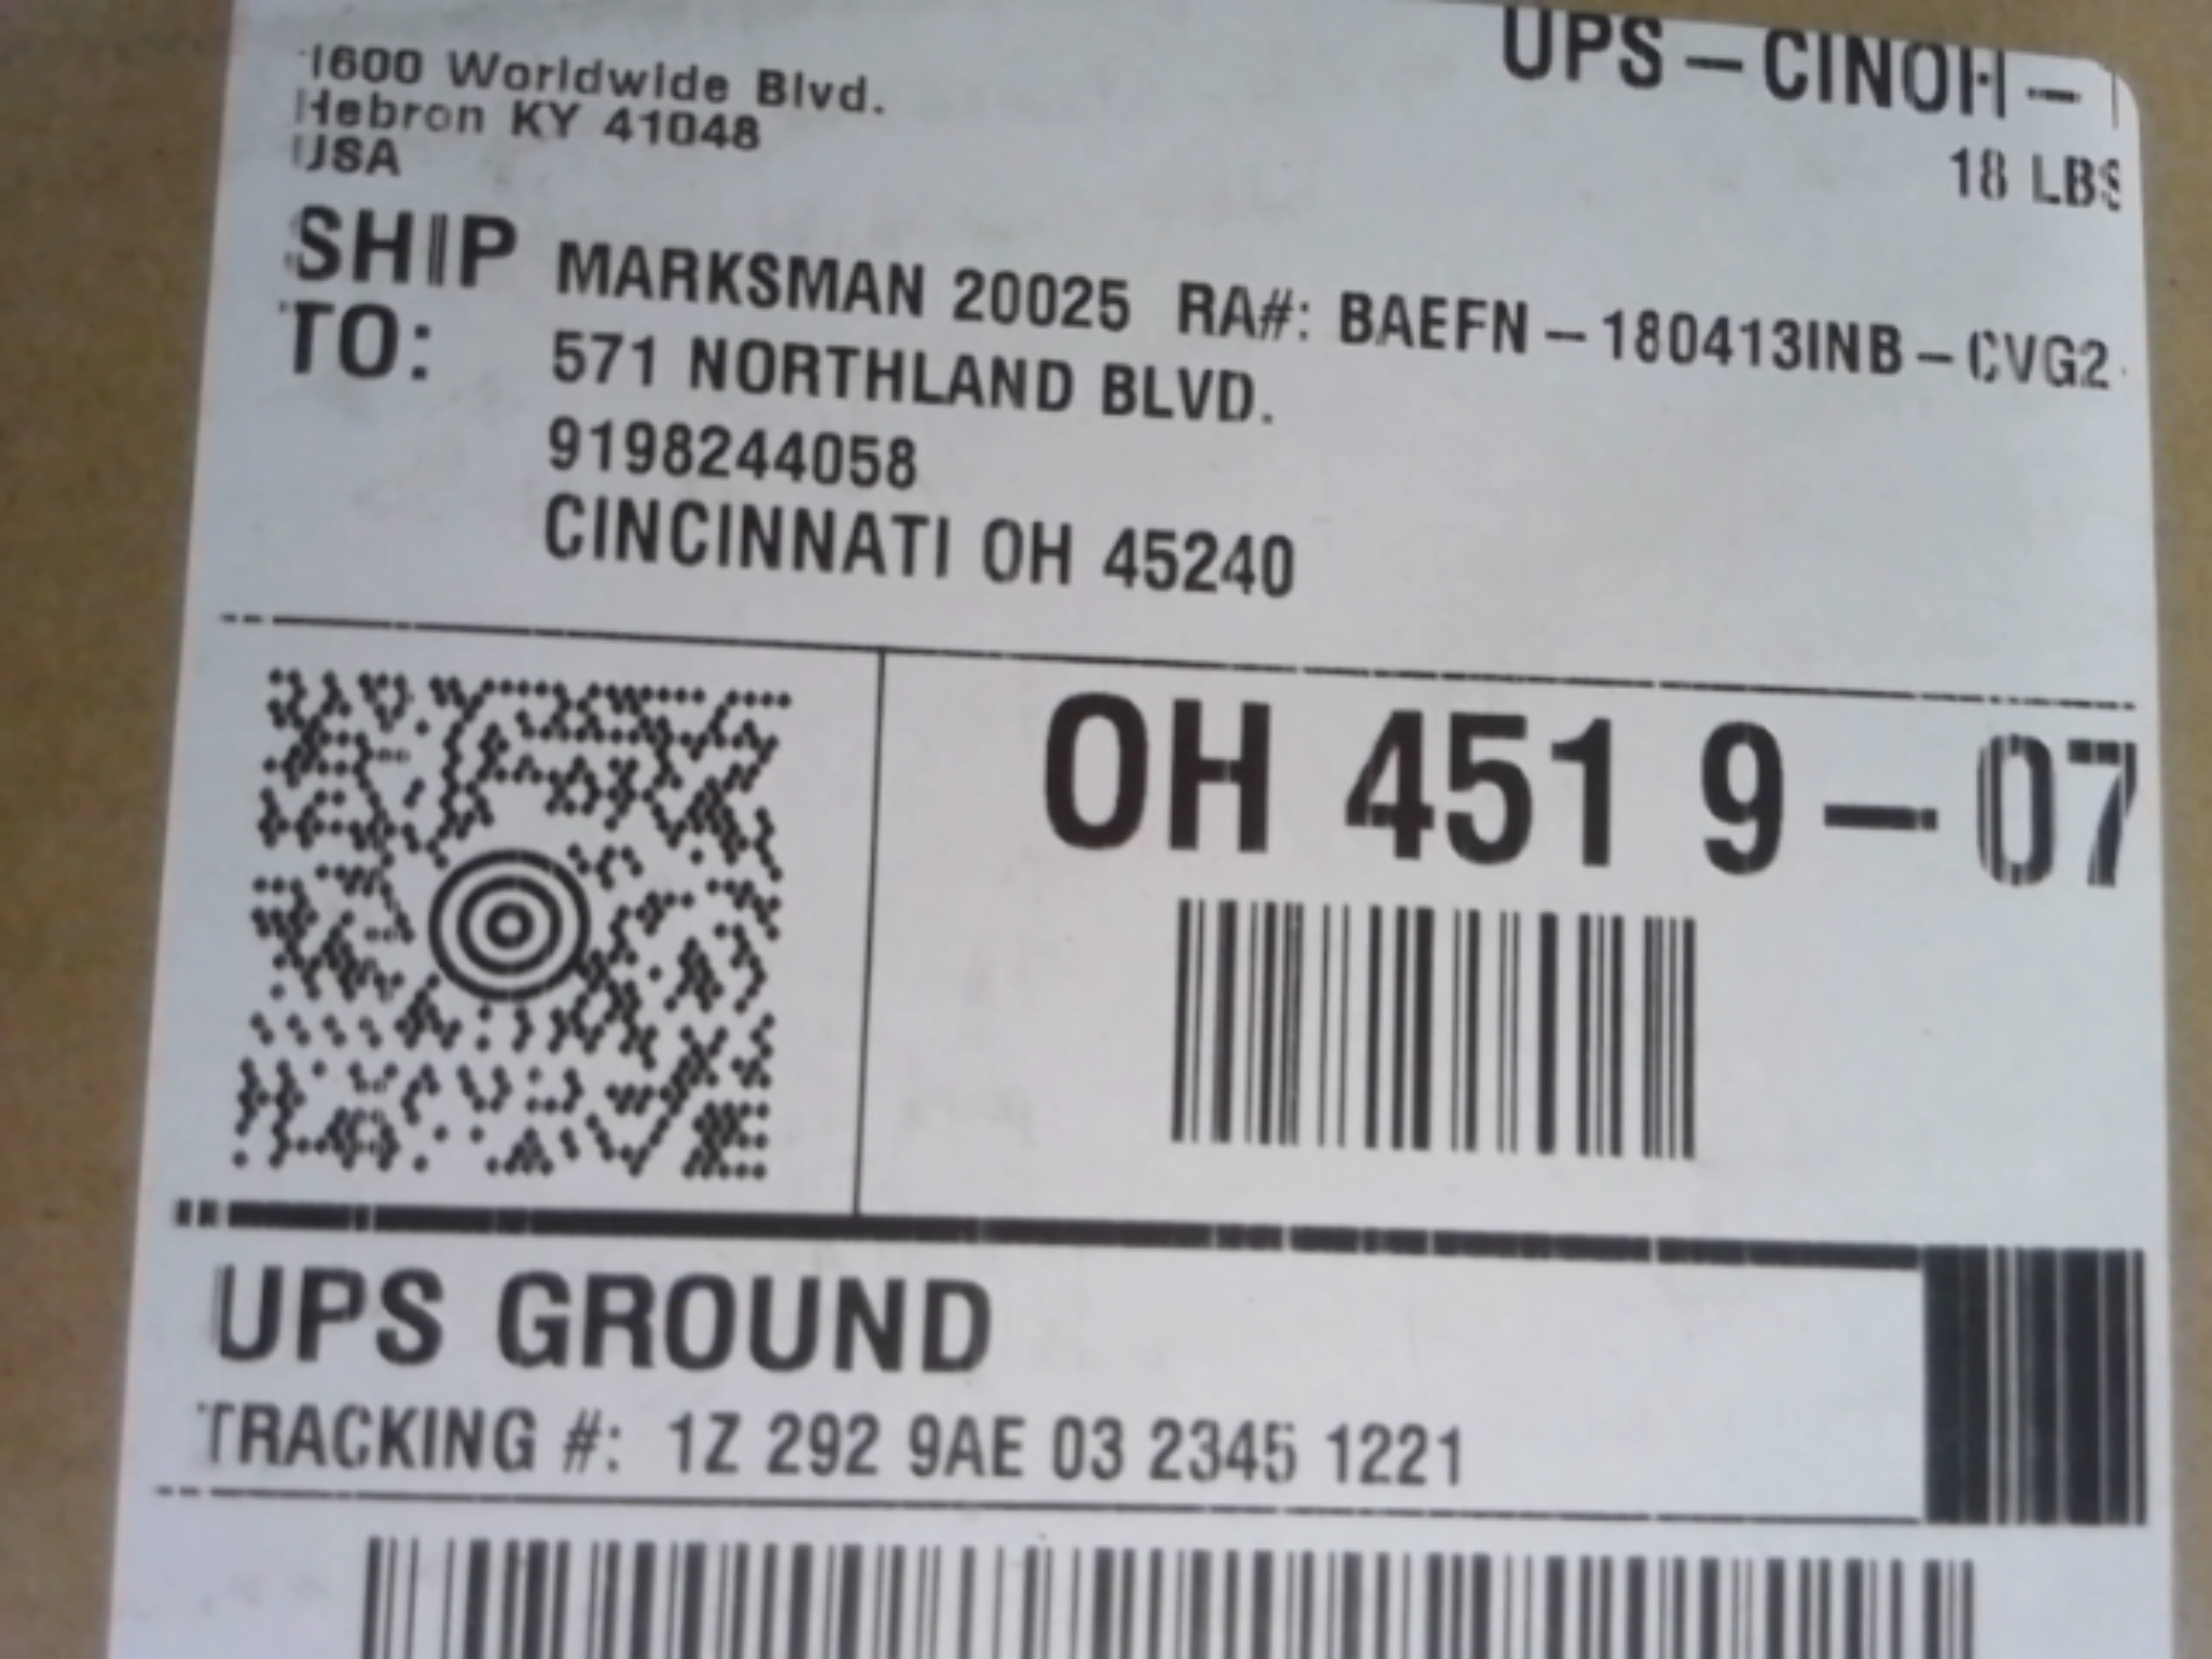 1600 Worldwide Blvd.
Hebron KY 41048
USA
UPS - CINOH -
18 LBS
SHIP TO:
MARKSMAN 20025 RA#: BAEFN - 180413INB - CVG2
571 NORTHLAND BLVD.
9198244058
CINCINNATI OH 45240
OH 451 9 - 07
UPS GROUND
TRACKING #: 1Z 292 9AE 03 2345 1221